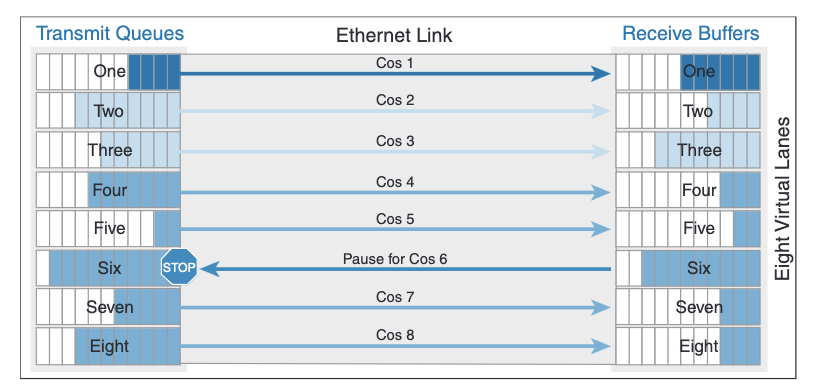 Transmit Queues
Ethernet Link
Receive Buffers
One
Cos 1
One
Two
Cos 2
Two
Three
Cos 3
Three
Four
Cos 4
Four
Five
Cos 5
Five
Six
STOP
Pause for Cos 6
Six
Seven
Cos 7
Seven
Eight
Cos 8
Eight
Eight Virtual Lanes